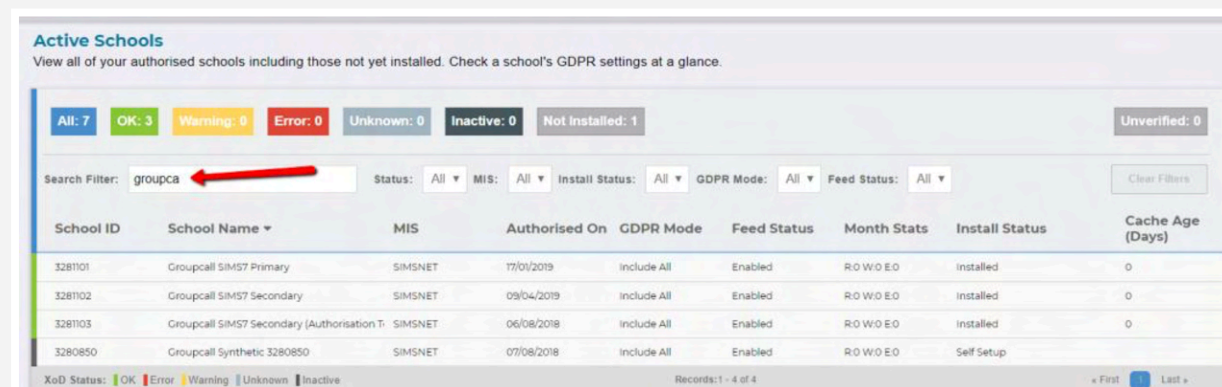 Active Schools
View all of your authorised schools including those not yet installed. Check a school's GDPR settings at a glance.
All: 7 OK: 3 Warning: 0 Error: 0 Unknown: 0 Inactive: 0 Not Installed: 1 Unverified: 0
Search Filter: groupca Status: All MIS: All Install Status: All GDPR Mode: All Feed Status: All Clear Filters
School ID School Name MIS Authorised On GDPR Mode Feed Status Month Stats Install Status Cache Age (Days)
3281101 Groupcall SIMS7 Primary SIMSNET 17/01/2019 Include All Enabled R:0 W:0 E:0 Installed 0
3281102 Groupcall SIMS7 Secondary SIMSNET 09/04/2019 Include All Enabled R:0 W:0 E:0 Installed 0
3281103 Groupcall SIMS7 Secondary (Authorisation T SIMSNET 06/08/2018 Include All Enabled R:0 W:0 E:0 Installed 0
3280850 Groupcall Synthetic 3280850 SIMSNET 07/08/2018 Include All Enabled R:0 W:0 E:0 Self Setup
XoD Status: OK Error Warning Unknown Inactive Records: 1 - 4 of 4 « First 1 Last »